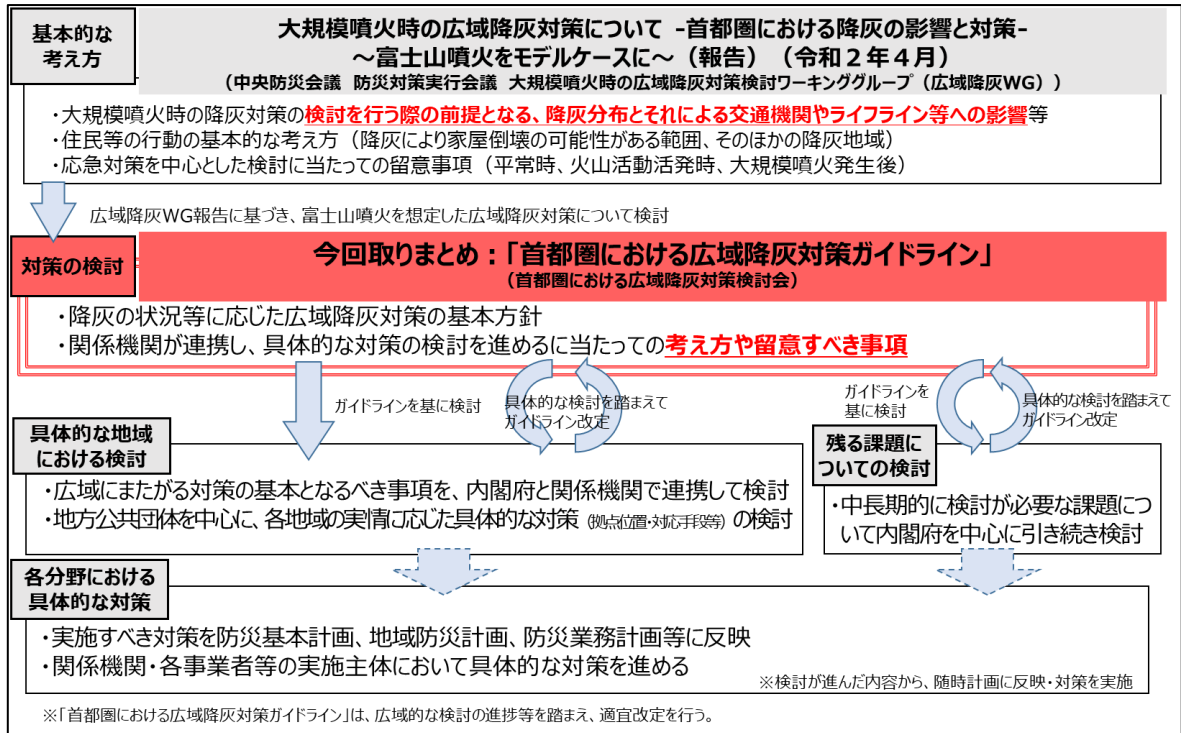 基本的な
考え方
大規模噴火時の広域降灰対策について -首都圏における降灰の影響と対策-
～富士山噴火をモデルケースに～（報告）（令和２年４月）
（中央防災会議 防災対策実行会議 大規模噴火時の広域降灰対策検討ワーキンググループ（広域降灰WG））
・大規模噴火時の降灰対策の検討を行う際の前提となる、降灰分布とそれによる交通機関やライフライン等への影響等
・住民等の行動の基本的な考え方（降灰により家屋倒壊の可能性がある範囲、そのほかの降灰地域）
・応急対策を中心とした検討に当たっての留意事項（平常時、火山活動活発時、大規模噴火発生後）
広域降灰WG報告に基づき、富士山噴火を想定した広域降灰対策について検討
対策の検討
今回取りまとめ：「首都圏における広域降灰対策ガイドライン」
（首都圏における広域降灰対策検討会）
・降灰の状況等に応じた広域降灰対策の基本方針
・関係機関が連携し、具体的な対策の検討を進めるに当たっての考え方や留意すべき事項
ガイドラインを基に検討
具体的な検討を踏まえて
ガイドライン改定
ガイドラインを
基に検討
具体的な検討を踏まえて
ガイドライン改定
具体的な地域
における検討
・広域にまたがる対策の基本となるべき事項を、内閣府と関係機関で連携して検討
・地方公共団体を中心に、各地域の実情に応じた具体的な対策（拠点位置・対応手段等）の検討
残る課題に
ついての検討
・中長期的に検討が必要な課題につ
いて内閣府を中心に引き続き検討
各分野における
具体的な対策
・実施すべき対策を防災基本計画、地域防災計画、防災業務計画等に反映
・関係機関・各事業者等の実施主体において具体的な対策を進める
※検討が進んだ内容から、随時計画に反映・対策を実施
※「首都圏における広域降灰対策ガイドライン」は、広域的な検討の進捗等を踏まえ、適宜改定を行う。